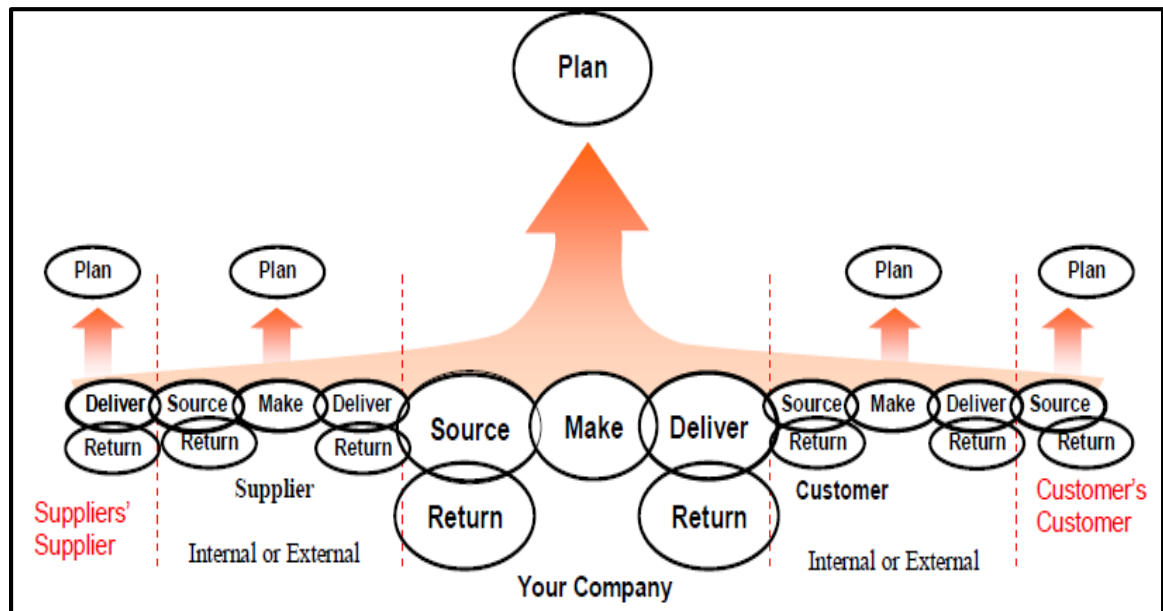 Plan
Plan
Plan
Plan
Plan
Deliver
Source
Make
Deliver
Source
Make
Deliver
Source
Make
Deliver
Source
Return
Return
Return
Return
Return
Return
Return
Return
Supplier
Customer
Suppliers'
Supplier
Internal or External
Your Company
Internal or External
Customer's
Customer